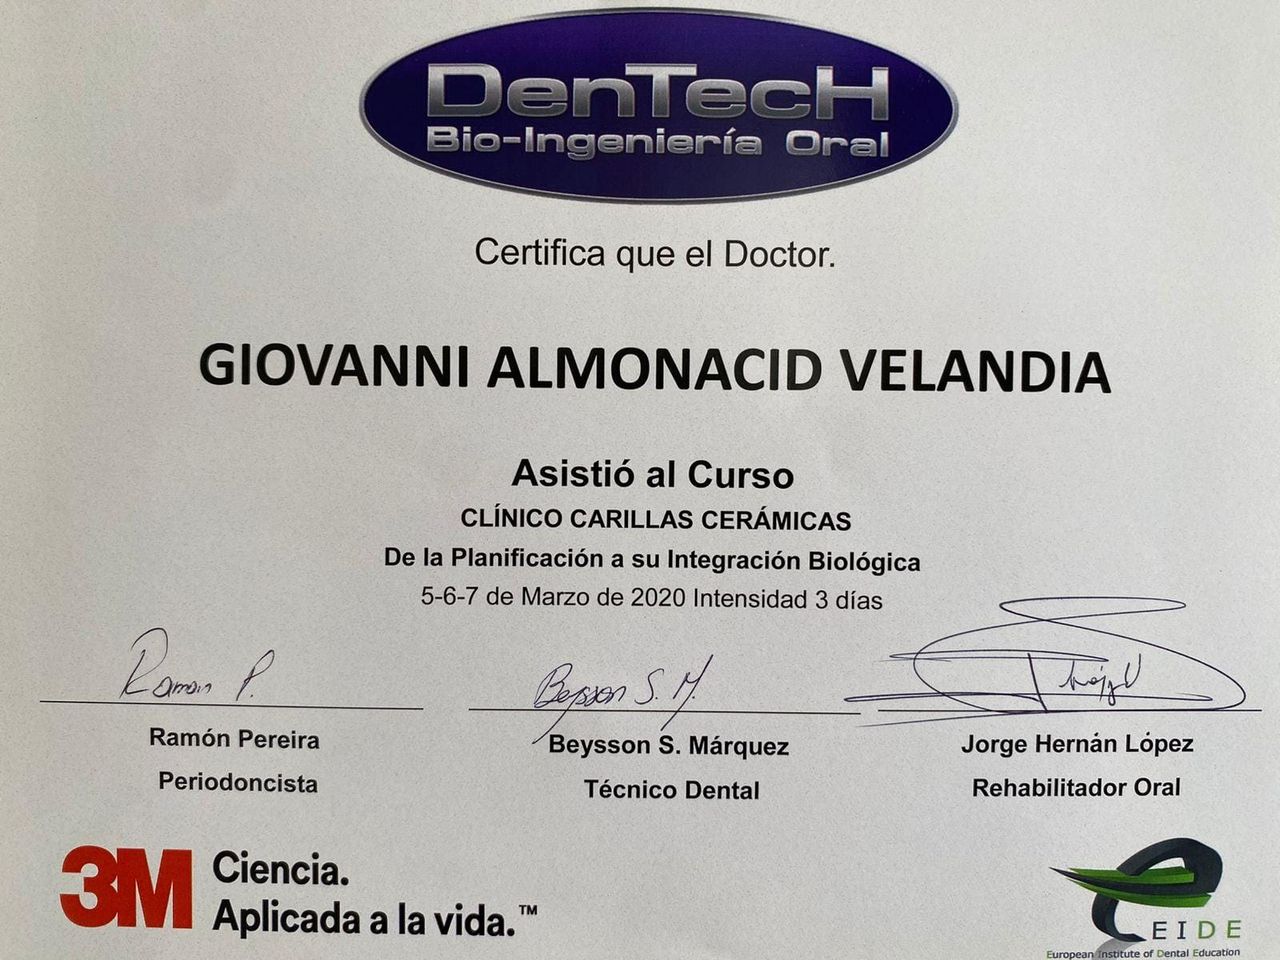 DenTecH
Bio-Ingeniería Oral
Certifica que el Doctor.
GIOVANNI ALMONACID VELANDIA
Asistió al Curso
CLÍNICO CARILLAS CERÁMICAS
De la Planificación a su Integración Biológica
5-6-7 de Marzo de 2020 Intensidad 3 días
Ramon P.
Beysson S. M.
Ramón Pereira
Beysson S. Márquez
Jorge Hernán López
Periodoncista
Técnico Dental
Rehabilitador Oral
3M Ciencia.
Aplicada a la vida.™
EIDE
European Institute of Dental Education